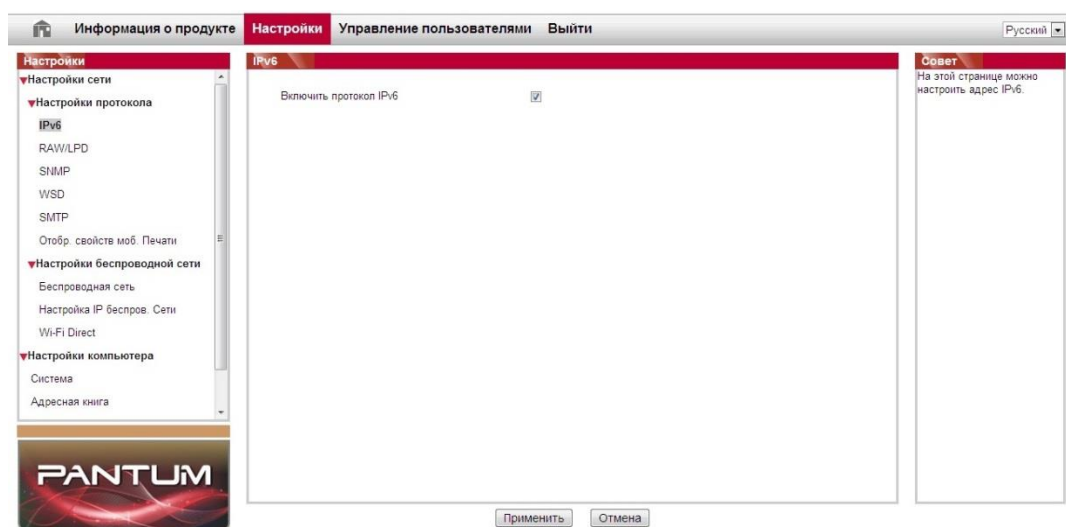 Информация о продукте Настройки Управление пользователями Выйти Русский
Настройки
Настройки сети
Настройки протокола
IPv6
RAW/LPD
SNMP
WSD
SMTP
Отобр. свойств моб. Печати
Настройки беспроводной сети
Беспроводная сеть
Настройка IP беспров. Сети
Wi-Fi Direct
Настройки компьютера
Система
Адресная книга
PANTUM
IPv6
Включить протокол IPv6
Применить Отмена
Совет
На этой странице можно
настроить адрес IPv6.